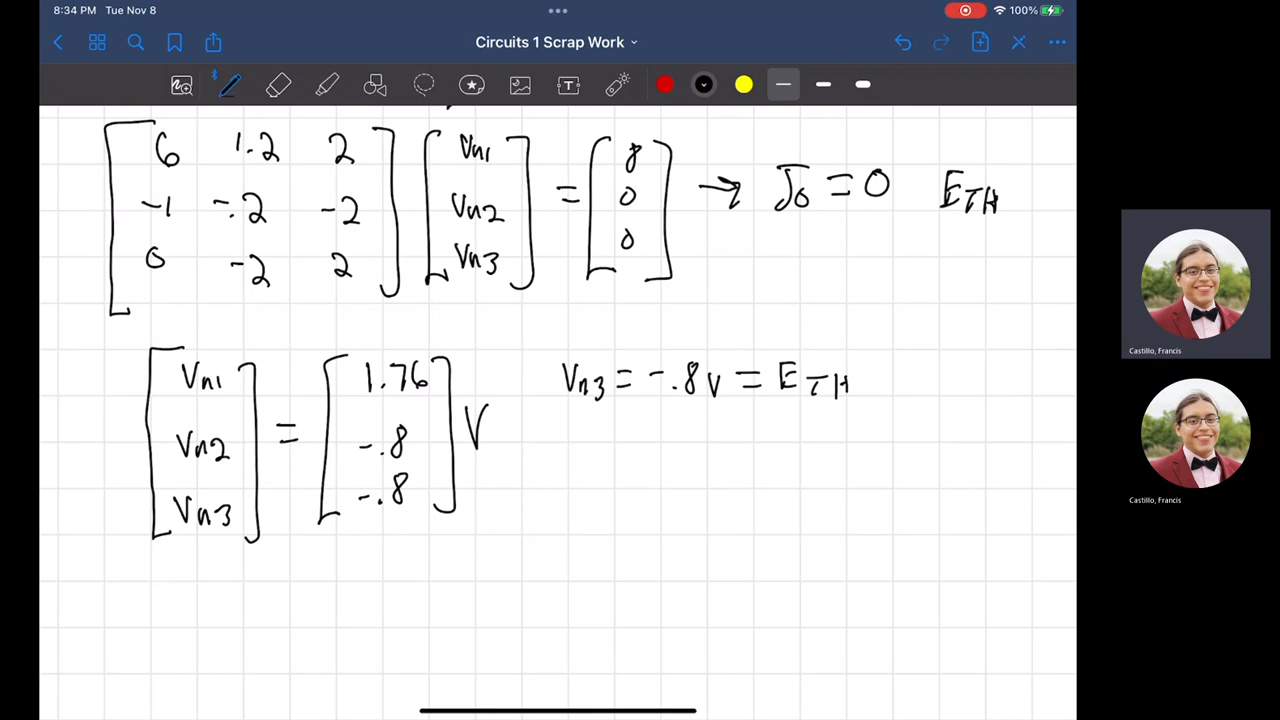 8:34 PM Tue Nov 8
100%
Circuits 1 Scrap Work
6 1.2 2 Vn1 8
-1 -.2 -2 Vn2 = 0 → J0 = 0 ETH
0 -2 2 Vn3 0
Vn1 1.76 Vn3 = -.8V = ETH
Vn2 = -.8 V
Vn3 -.8
Castillo, Francis
Castillo, Francis